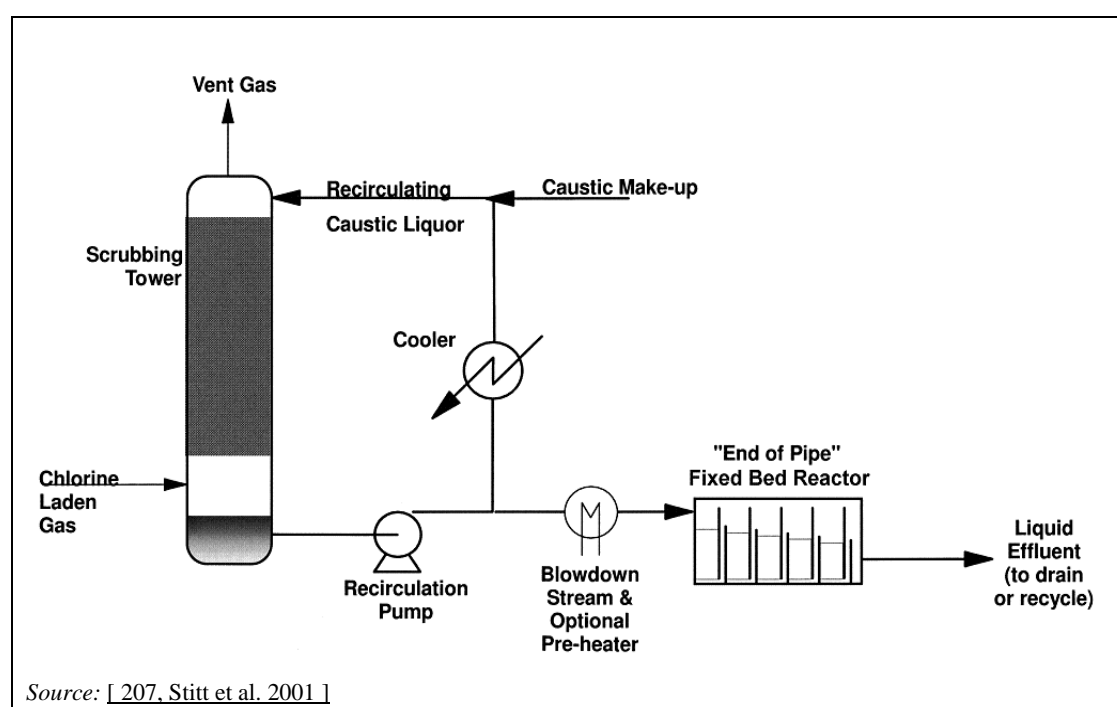 Vent Gas
Recirculating
Caustic Liquor
Caustic Make-up
Scrubbing
Tower
Cooler
Chlorine
Laden
Gas
Recirculation
Pump
Blowdown
Stream &
Optional
Pre-heater
"End of Pipe"
Fixed Bed Reactor
Liquid
Effluent
(to drain
or recycle)
Source: [ 207, Stitt et al. 2001 ]